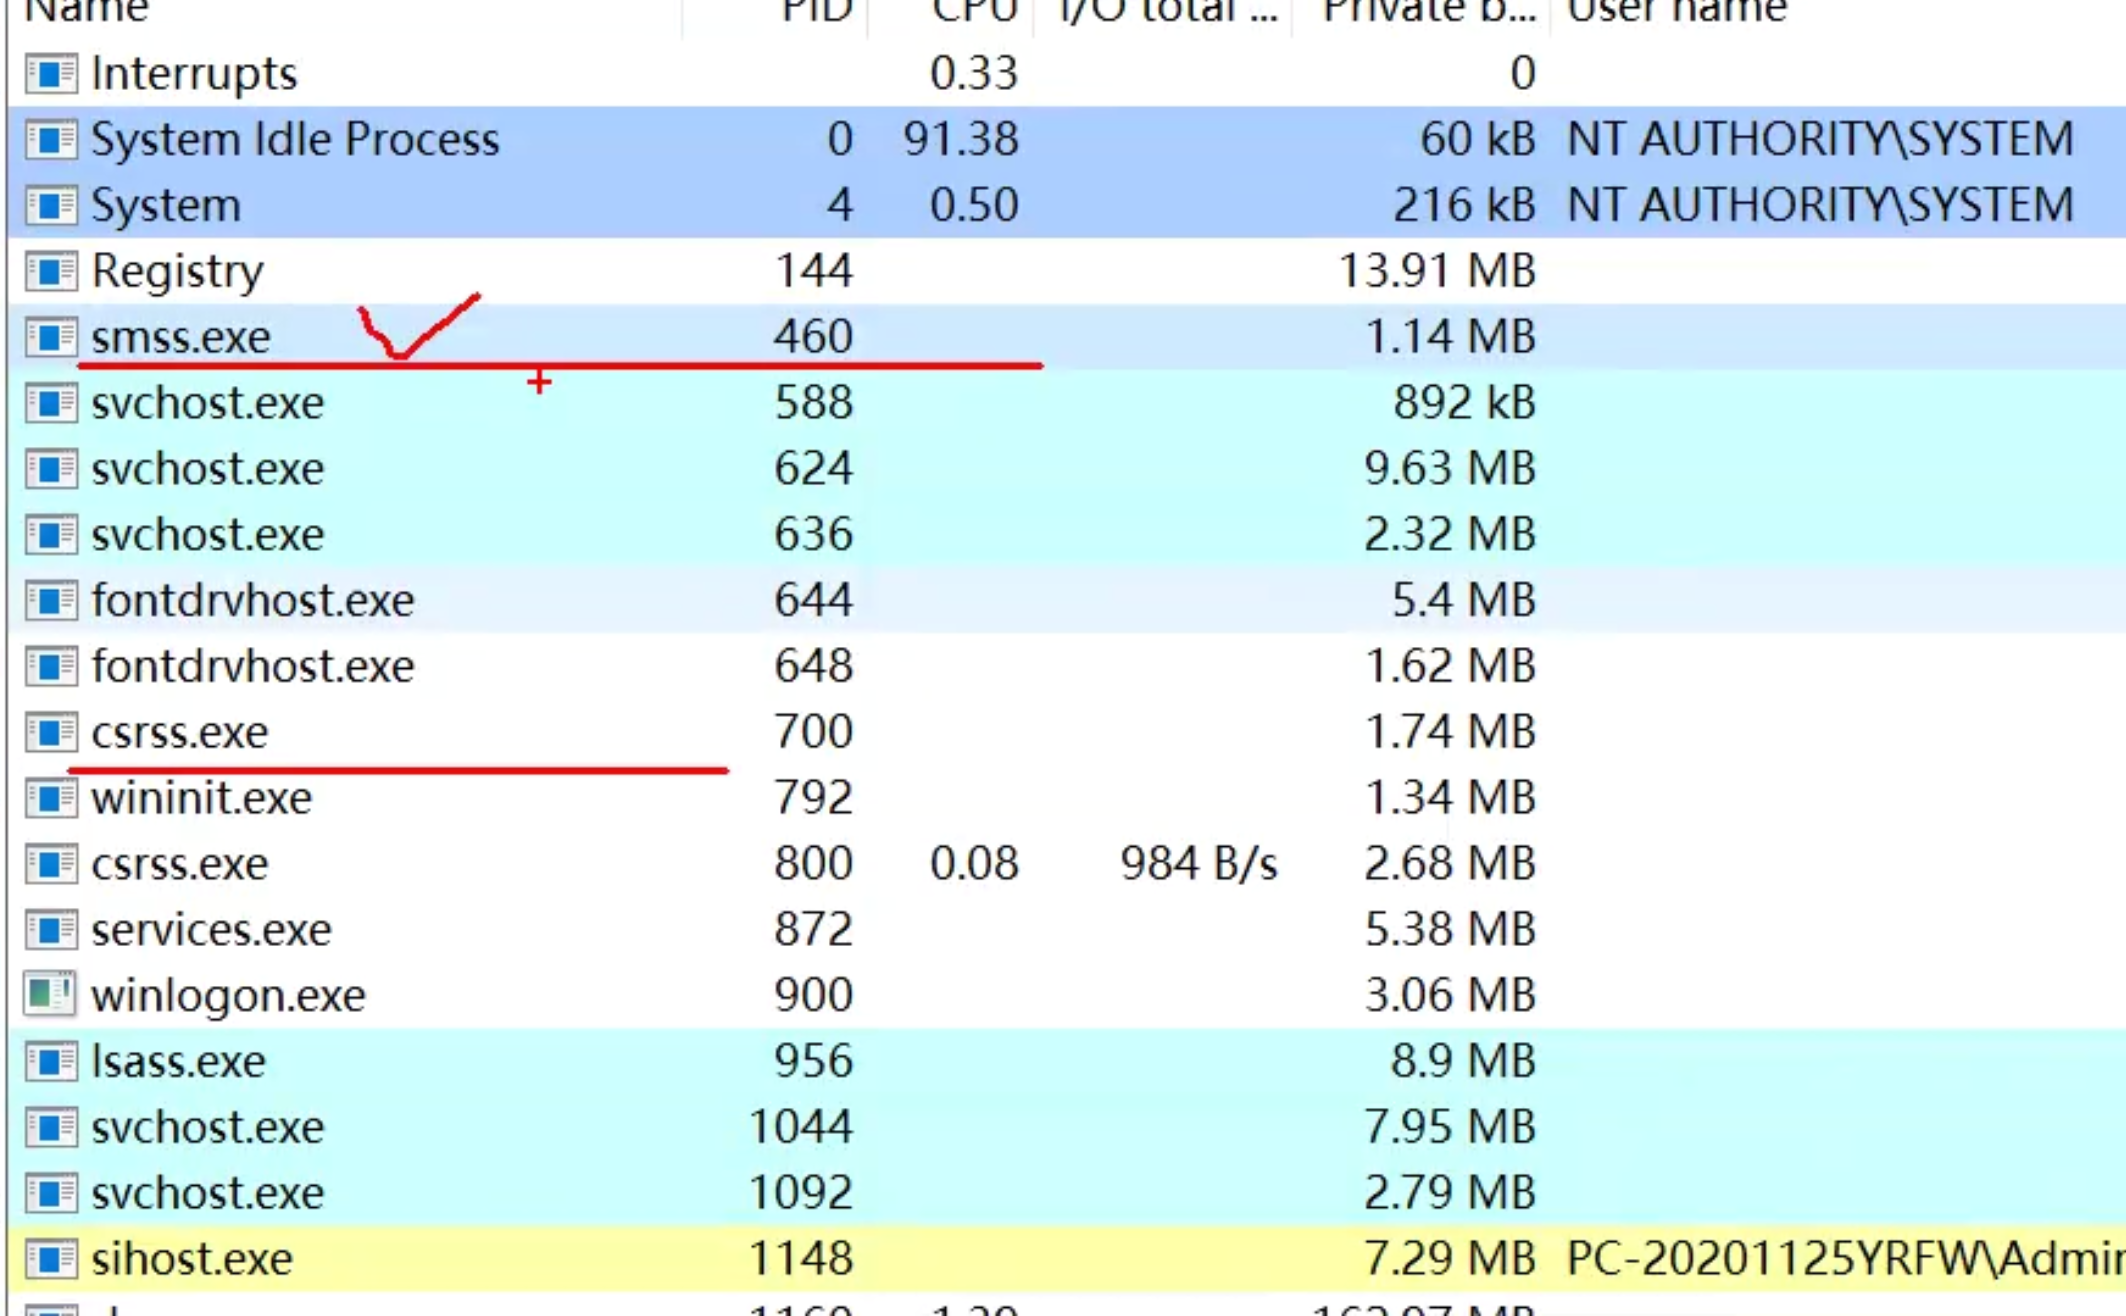 Name PID CPU I/O total ... Private b... User name
Interrupts 0.33 0
System Idle Process 0 91.38 60 kB NT AUTHORITY\SYSTEM
System 4 0.50 216 kB NT AUTHORITY\SYSTEM
Registry 144 13.91 MB
smss.exe 460 1.14 MB
svchost.exe 588 892 kB
svchost.exe 624 9.63 MB
svchost.exe 636 2.32 MB
fontdrvhost.exe 644 5.4 MB
fontdrvhost.exe 648 1.62 MB
csrss.exe 700 1.74 MB
wininit.exe 792 1.34 MB
csrss.exe 800 0.08 984 B/s 2.68 MB
services.exe 872 5.38 MB
winlogon.exe 900 3.06 MB
lsass.exe 956 8.9 MB
svchost.exe 1044 7.95 MB
svchost.exe 1092 2.79 MB
sihost.exe 1148 7.29 MB PC-20201125YRFW\Admin